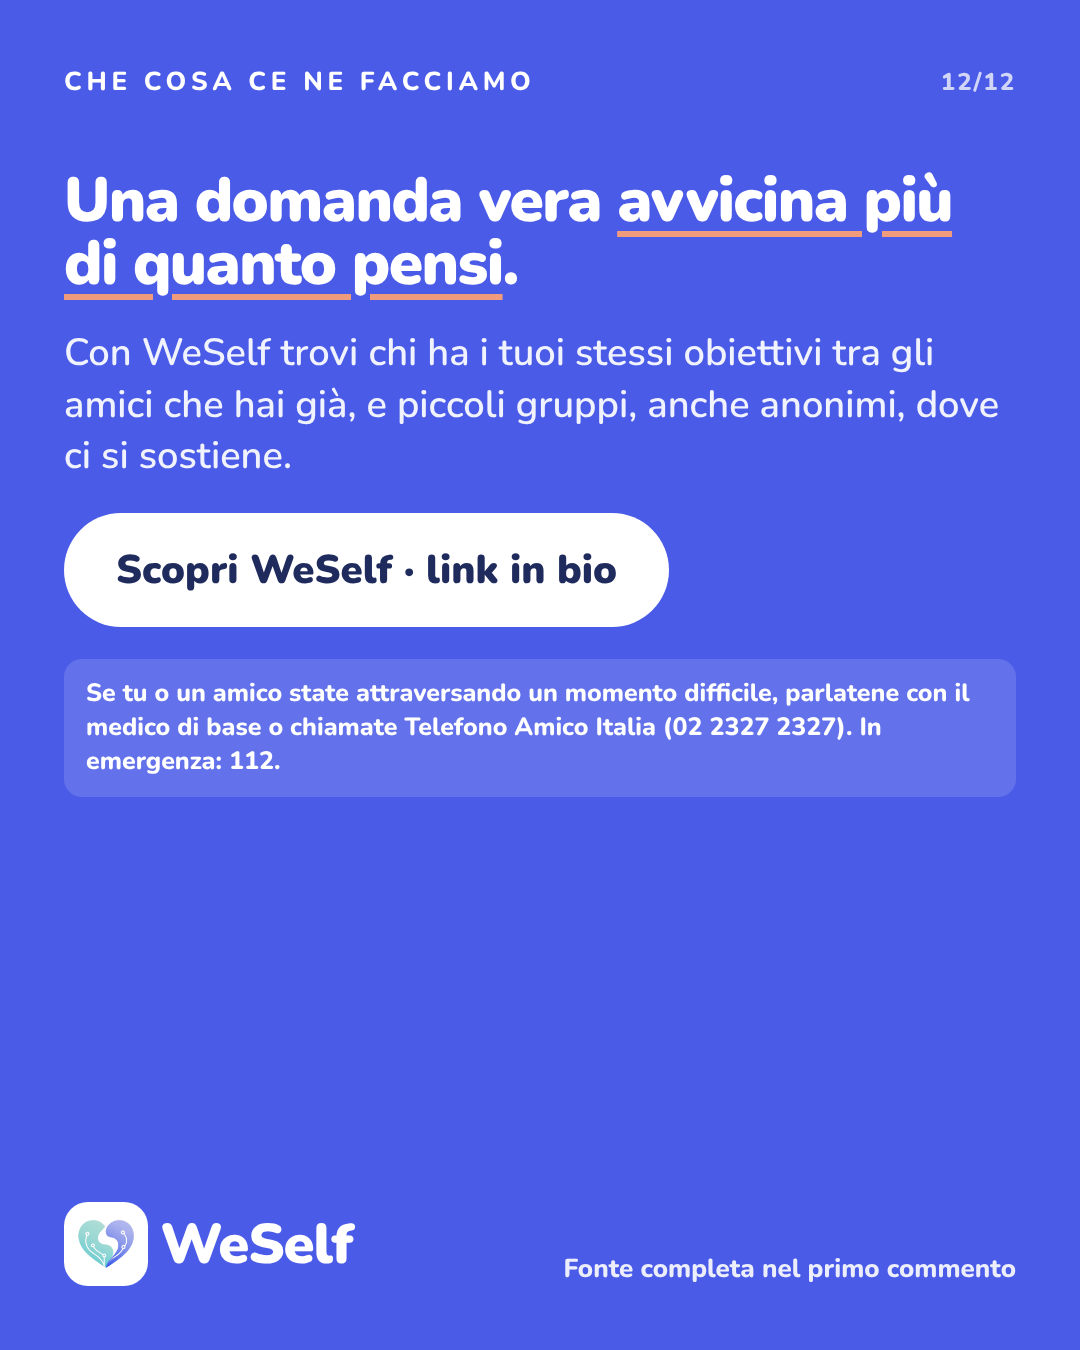 CHE COSA CE NE FACCIAMO
12/12
Una domanda vera avvicina più
di quanto pensi.
Con WeSelf trovi chi ha i tuoi stessi obiettivi tra gli
amici che hai già, e piccoli gruppi, anche anonimi, dove
ci si sostiene.
Scopri WeSelf · link in bio
Se tu o un amico state attraversando un momento difficile, parlatene con il
medico di base o chiamate Telefono Amico Italia (02 2327 2327). In
emergenza: 112.
WeSelf
Fonte completa nel primo commento